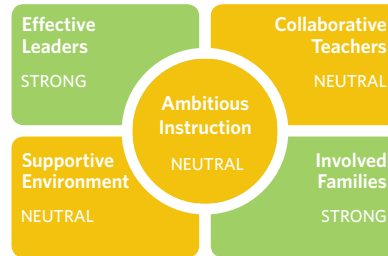 Effective
Leaders
STRONG
Collaborative
Teachers
NEUTRAL
Ambitious
Instruction
NEUTRAL
Supportive
Environment
NEUTRAL
Involved
Families
STRONG